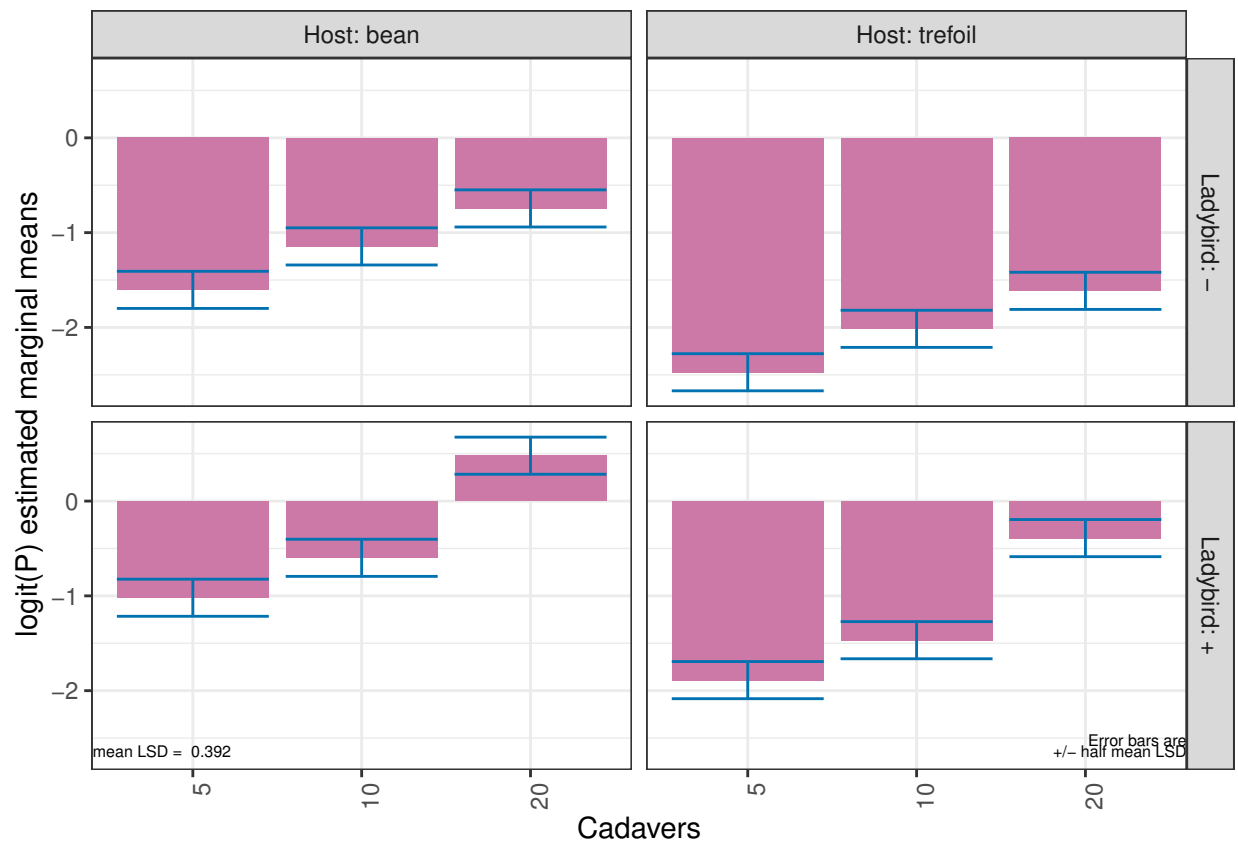 Host: bean
Host: trefoil
logit(P) estimated marginal means
0
−1
−2
Ladybird: −
0
−1
−2
Ladybird: +
mean LSD = 0.392
Error bars are
+/− half mean LSD
5
10
20
5
10
20
Cadavers